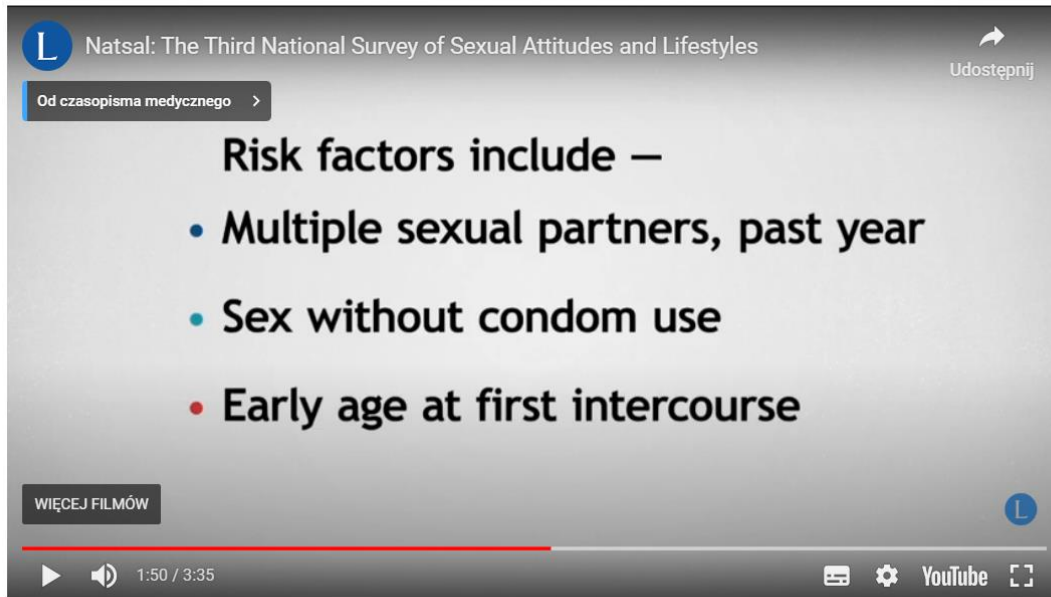 L Natsal: The Third National Survey of Sexual Attitudes and Lifestyles
Udostępnij
Od czasopisma medycznego
Risk factors include —
• Multiple sexual partners, past year
• Sex without condom use
• Early age at first intercourse
WIĘCEJ FILMÓW
L
1:50 / 3:35
YouTube